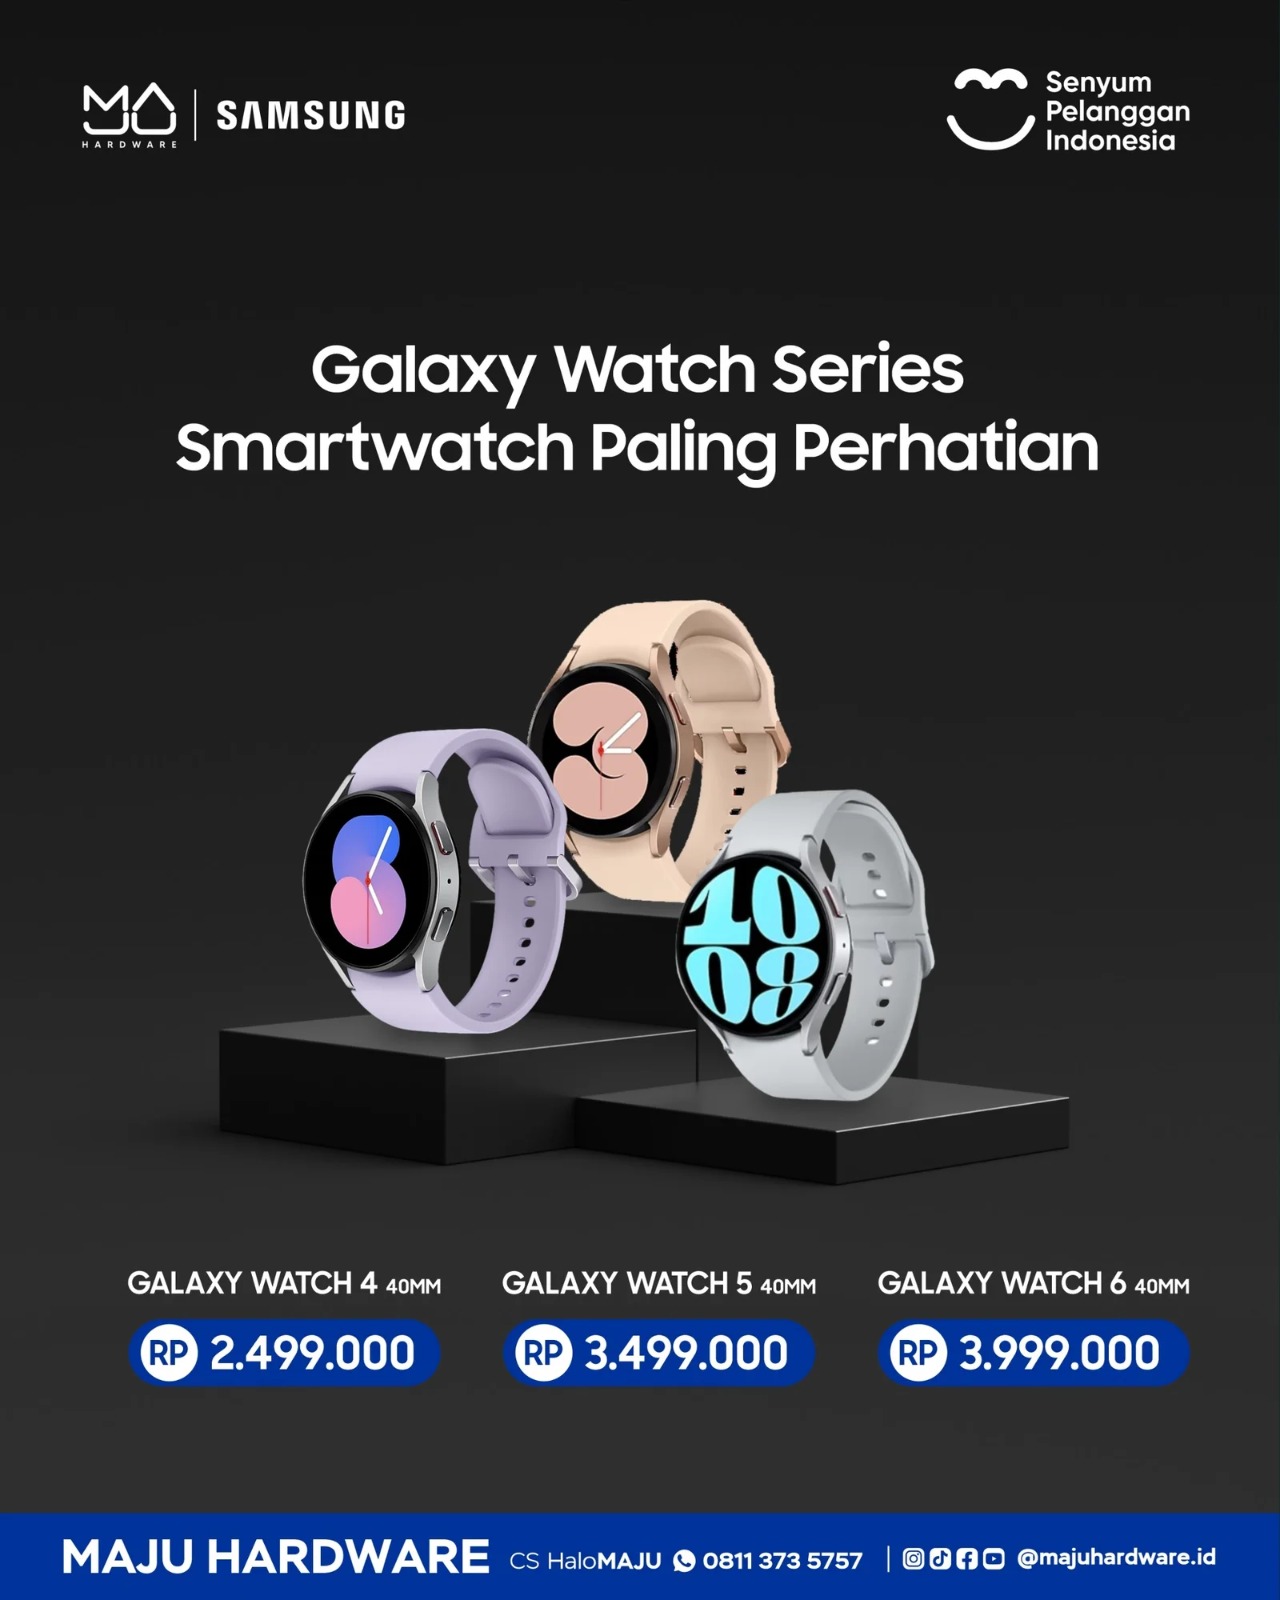 MAJU
HARDWARE
SAMSUNG
Senyum
Pelanggan
Indonesia
Galaxy Watch Series
Smartwatch Paling Perhatian
10
08
GALAXY WATCH 4 40MM
RP 2.499.000
GALAXY WATCH 5 40MM
RP 3.499.000
GALAXY WATCH 6 40MM
RP 3.999.000
MAJU HARDWARE CS HaloMAJU 0811 373 5757 | @majuhardware.id